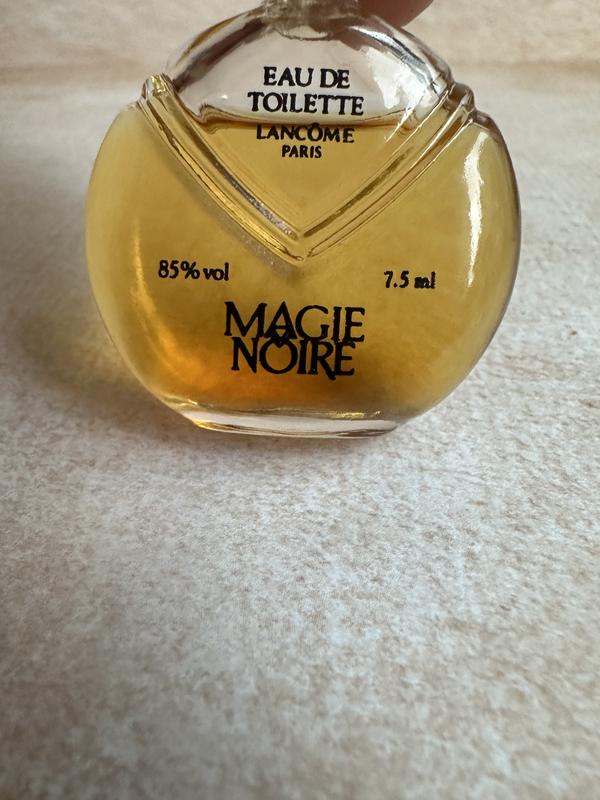 EAU DE
TOILETTE
LANCÔME
PARIS
85% vol 7.5 ml
MAGIE
NOIRE